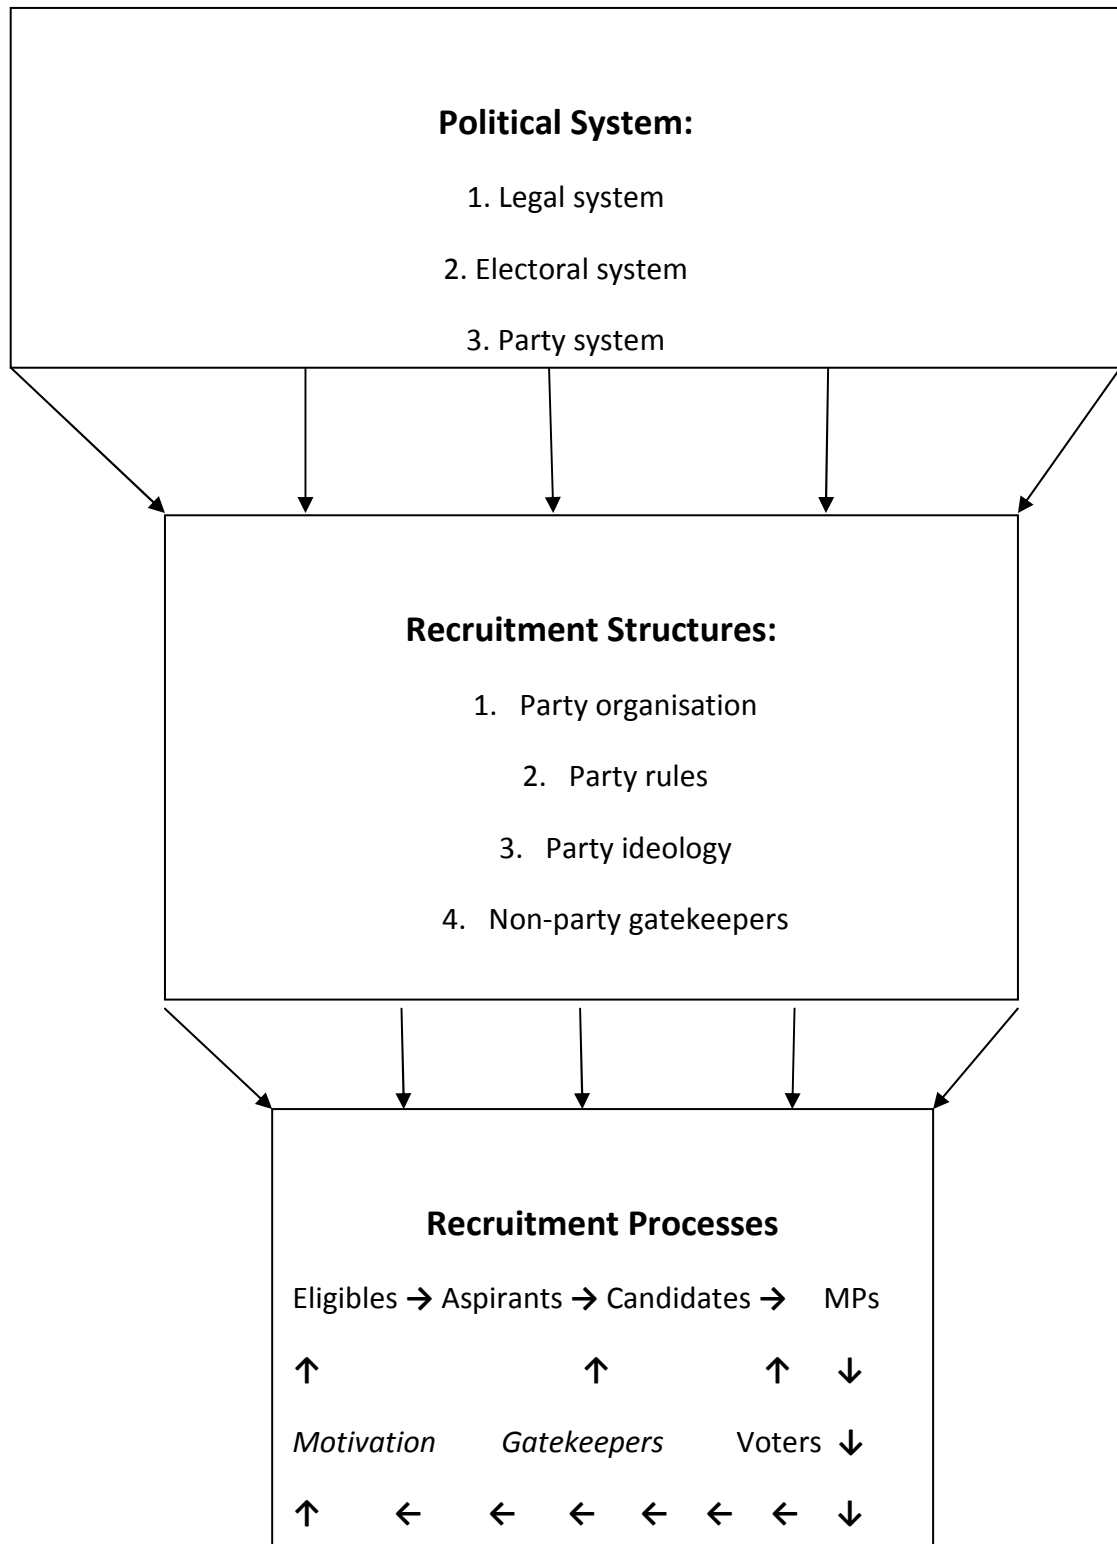 Political System:
1. Legal system
2. Electoral system
3. Party system
Recruitment Structures:
1. Party organisation
2. Party rules
3. Party ideology
4. Non-party gatekeepers
Recruitment Processes
Eligibles → Aspirants → Candidates → MPs
↑ ↑ ↑ ↓
Motivation Gatekeepers Voters ↓
↑ ← ← ← ← ← ← ↓